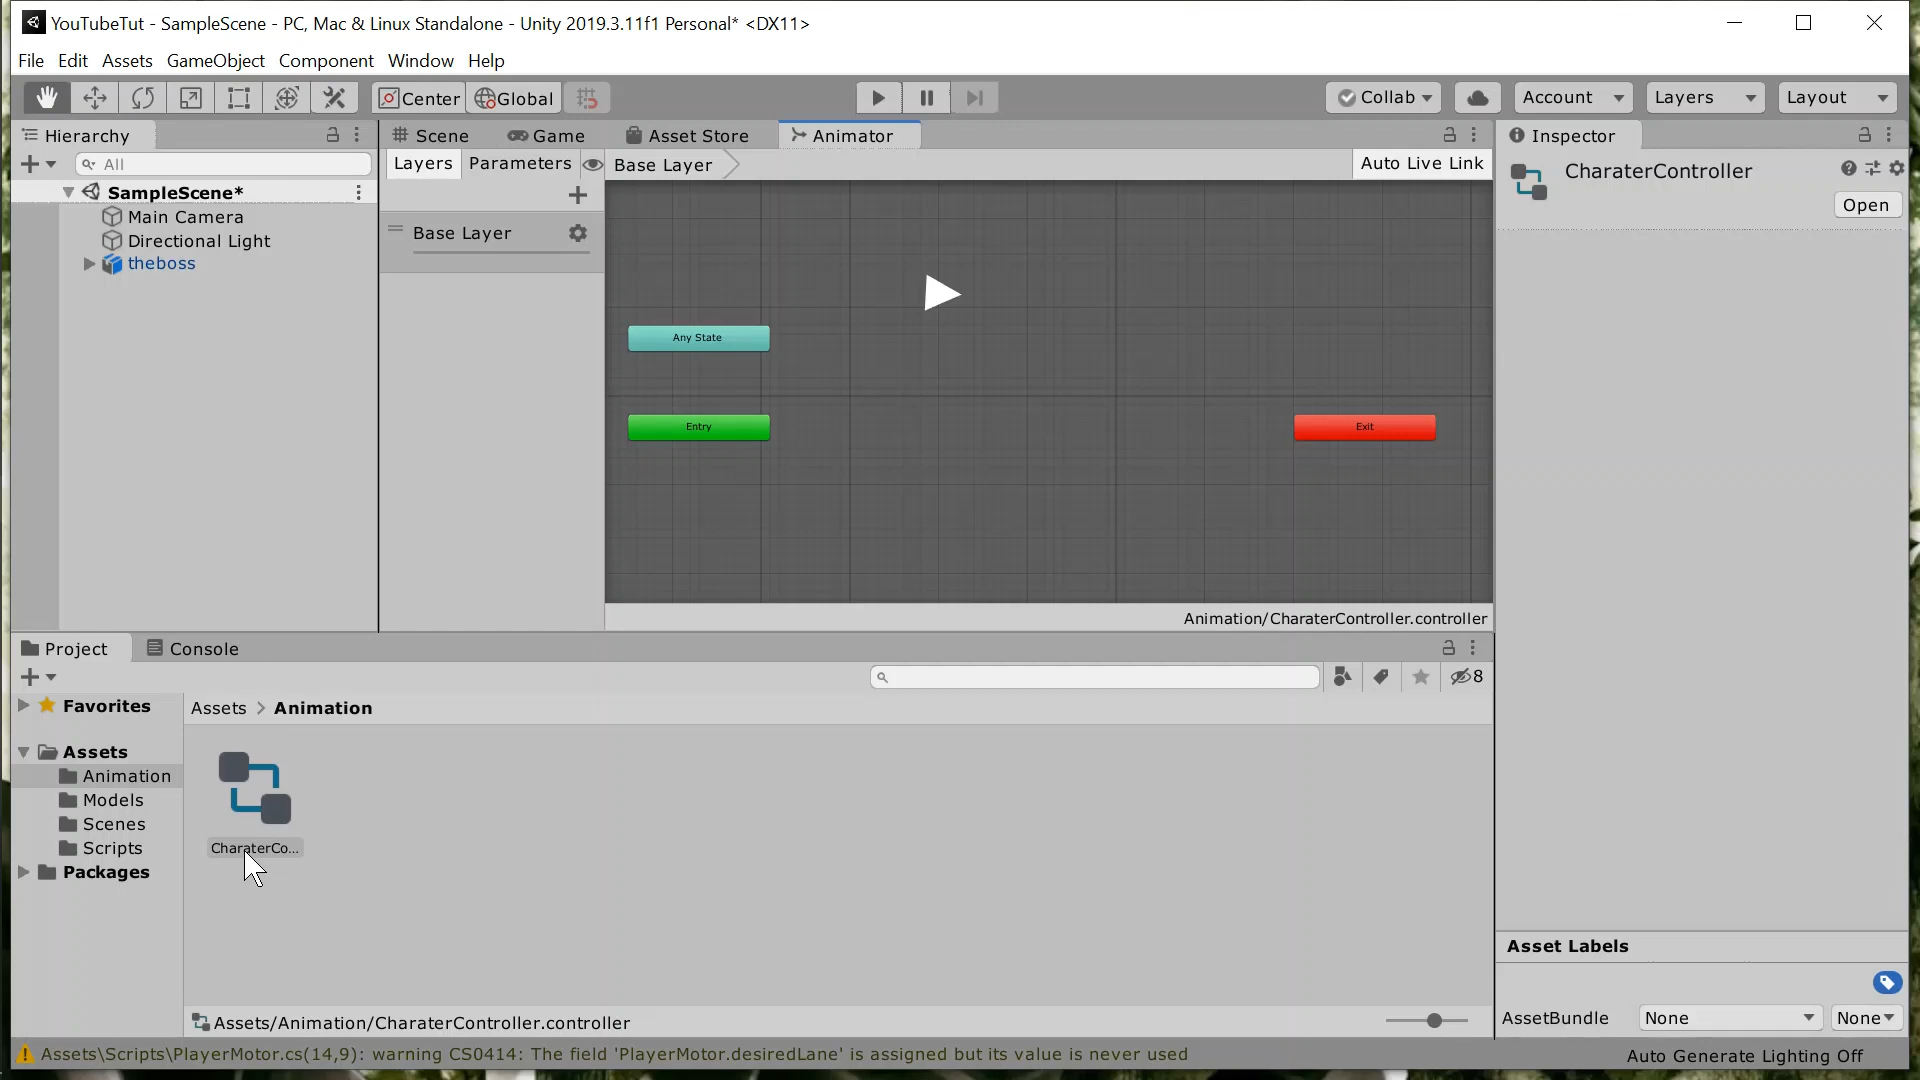 YouTubeTut - SampleScene - PC, Mac & Linux Standalone - Unity 2019.3.11f1 Personal* <DX11>
File Edit Assets GameObject Component Window Help
Center Global Collab Account Layers Layout
Hierarchy
All
SampleScene*
Main Camera
Directional Light
theboss
Scene Game Asset Store Animator
Layers Parameters Base Layer Auto Live Link
Base Layer
Any State
Entry
Exit
Animation/CharaterController.controller
Inspector
CharaterController
Open
Project Console
8
Favorites
Assets
Animation
Models
Scenes
Scripts
Packages
Assets > Animation
CharaterCo...
Assets/Animation/CharaterController.controller
Asset Labels
AssetBundle None None
Assets\Scripts\PlayerMotor.cs(14,9): warning CS0414: The field 'PlayerMotor.desiredLane' is assigned but its value is never used
Auto Generate Lighting Off